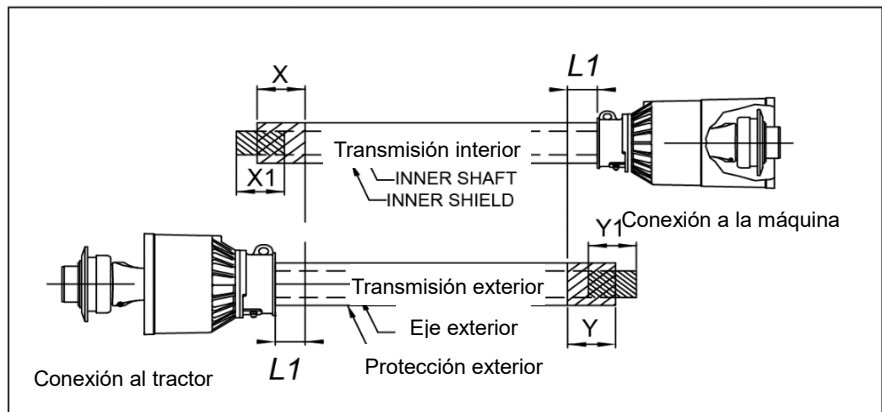 X
L1
Transmisión interior
X1
INNER SHAFT
INNER SHIELD
Conexión a la máquina
Y1
Transmisión exterior
Eje exterior
Y
Protección exterior
L1
Conexión al tractor